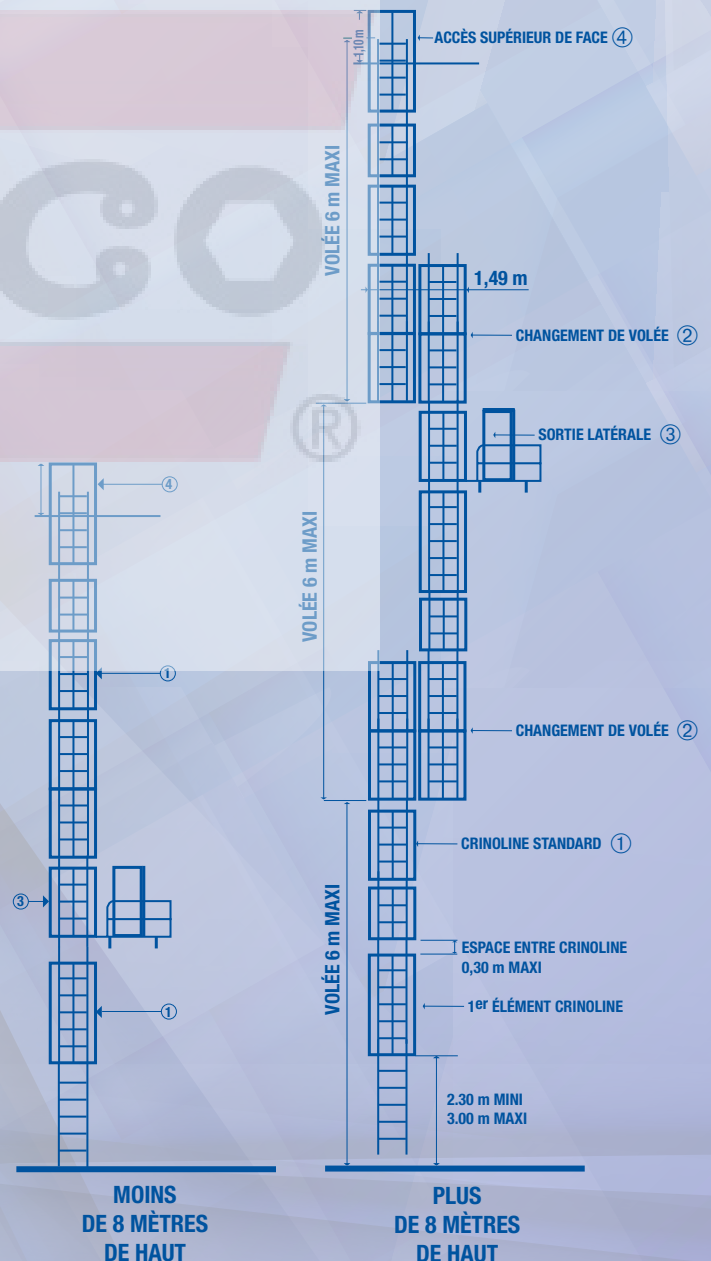 ACCÈS SUPÉRIEUR DE FACE ④
1,10 m
VOLÉE 6 m MAXI
1,49 m
CHANGEMENT DE VOLÉE ②
CO
®
SORTIE LATÉRALE ③
④
VOLÉE 6 m MAXI
①
CHANGEMENT DE VOLÉE ②
CRINOLINE STANDARD ①
③
VOLÉE 6 m MAXI
ESPACE ENTRE CRINOLINE
0,30 m MAXI
①
1er ÉLÉMENT CRINOLINE
2.30 m MINI
3.00 m MAXI
MOINS
DE 8 MÈTRES
DE HAUT
PLUS
DE 8 MÈTRES
DE HAUT